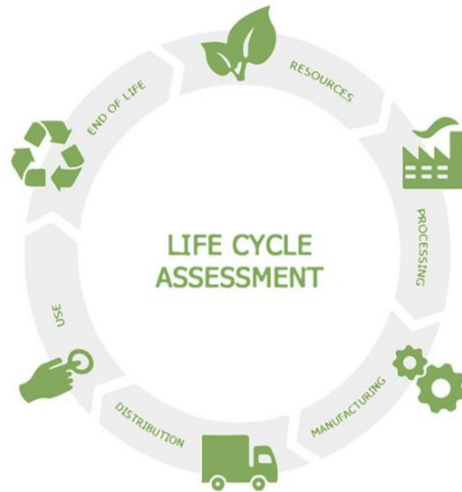 LIFE CYCLE
ASSESSMENT
RESOURCES
PROCESSING
MANUFACTURING
DISTRIBUTION
USE
END OF LIFE